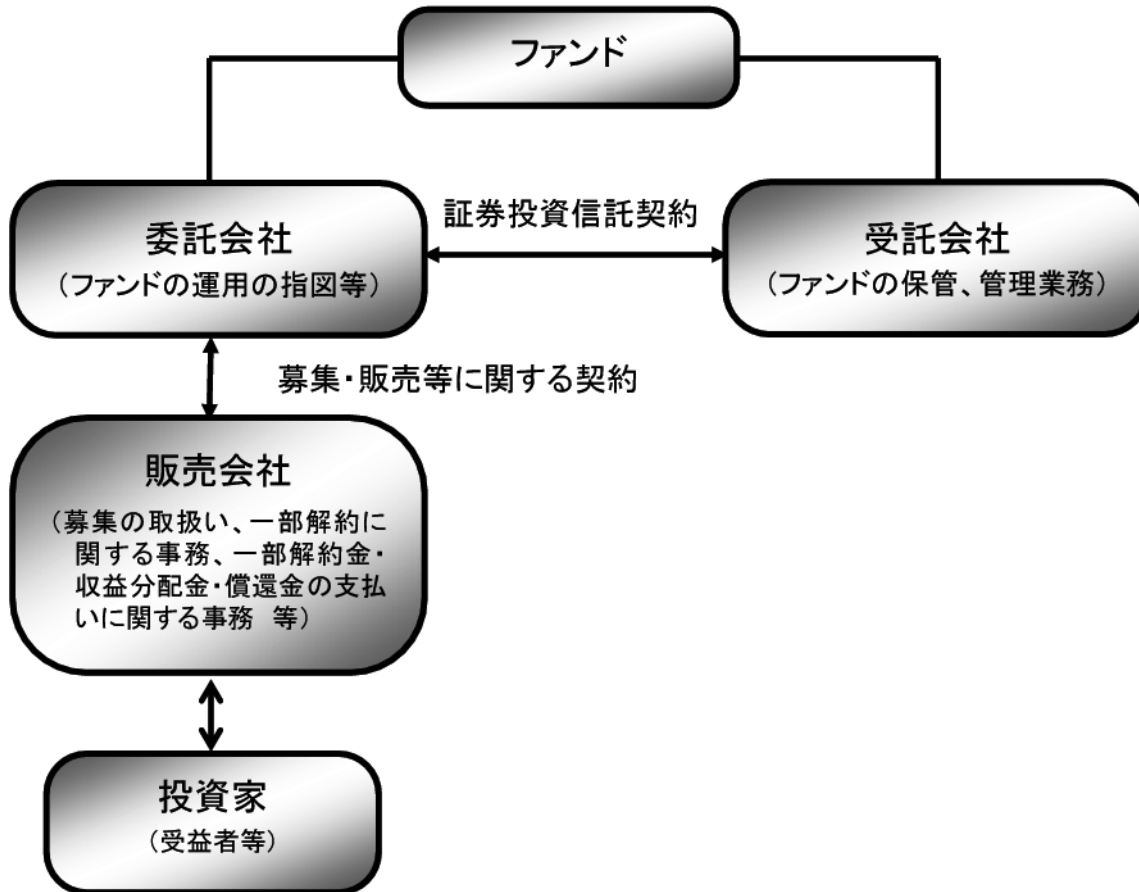 ファンド
証券投資信託契約
委託会社
（ファンドの運用の指図等）
受託会社
（ファンドの保管、管理業務）
募集・販売等に関する契約
販売会社
（募集の取扱い、一部解約に
関する事務、一部解約金・
収益分配金・償還金の支払
いに関する事務　等）
投資家
（受益者等）